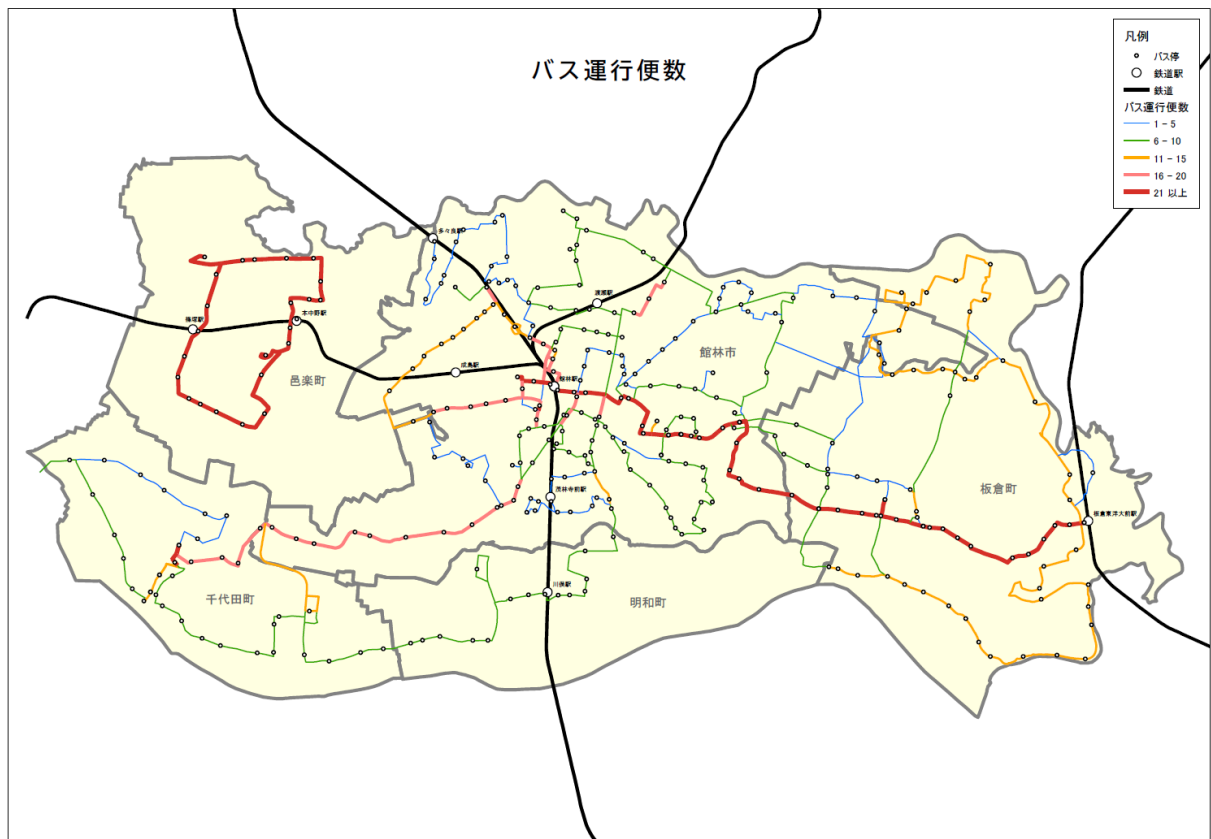 バス運行便数
凡例
バス停
鉄道駅
鉄道
バス運行便数
1 - 5
6 - 10
11 - 15
16 - 20
21 以上
多々良駅
渡瀬駅
篠塚駅
本中野駅
成島駅
館林駅
館林市
邑楽町
茂林寺前駅
板倉町
板倉東洋大前駅
川俣駅
千代田町
明和町